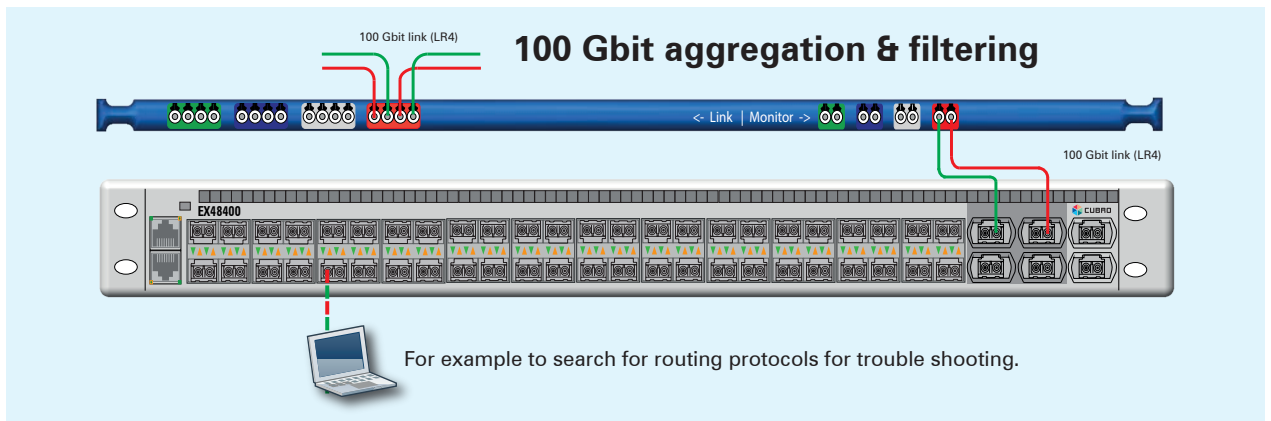 100 Gbit link (LR4)
100 Gbit aggregation & filtering
<- Link | Monitor ->
100 Gbit link (LR4)
EX48400
CUBRO
For example to search for routing protocols for trouble shooting.